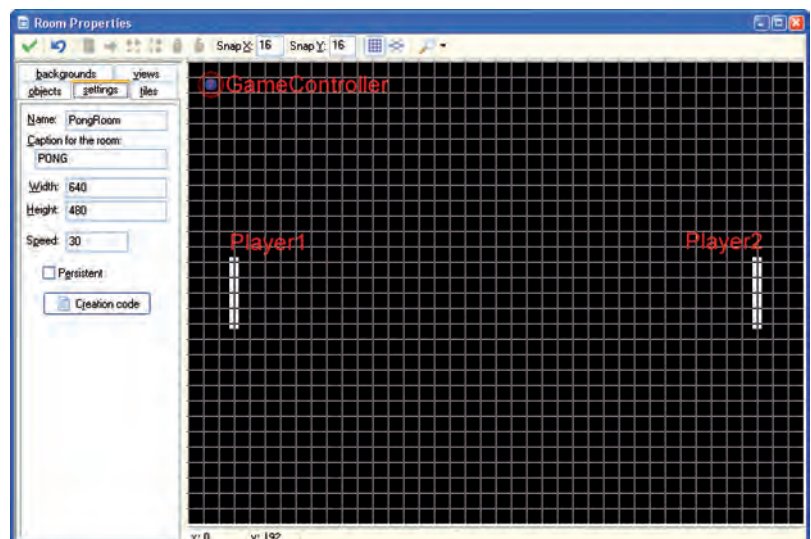 Room Properties
Snap X: 16 Snap Y: 16
backgrounds views
objects settings tiles
Name: PongRoom
Caption for the room:
PONG
Width: 640
Height: 480
Speed: 30
Persistent
Creation code
GameController
Player1
Player2
x: 0 y: 192